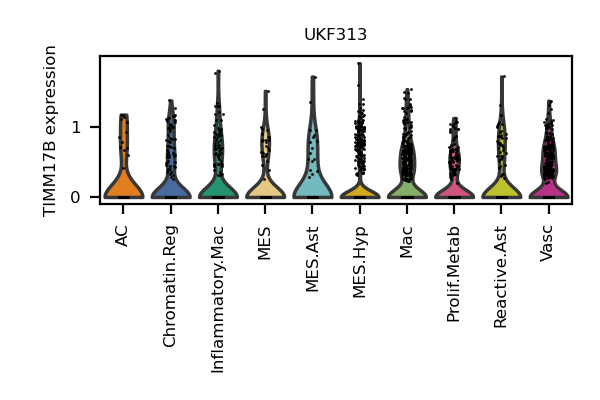 UKF313
TIMM17B expression
1
0
AC
Chromatin.Reg
Inflammatory.Mac
MES
MES.Ast
MES.Hyp
Mac
Prolif.Metab
Reactive.Ast
Vasc